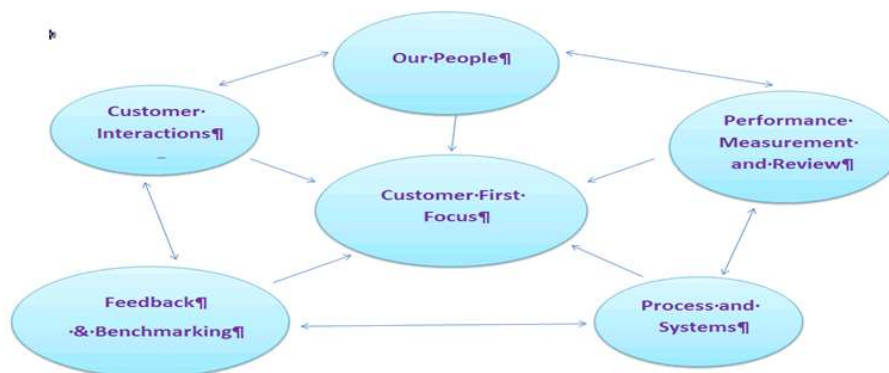 Our·People¶
Customer·
Interactions¶
Performance·
Measurement·
and·Review¶
Customer·First·
Focus¶
Feedback¶
·&·Benchmarking¶
Process·and·
Systems¶